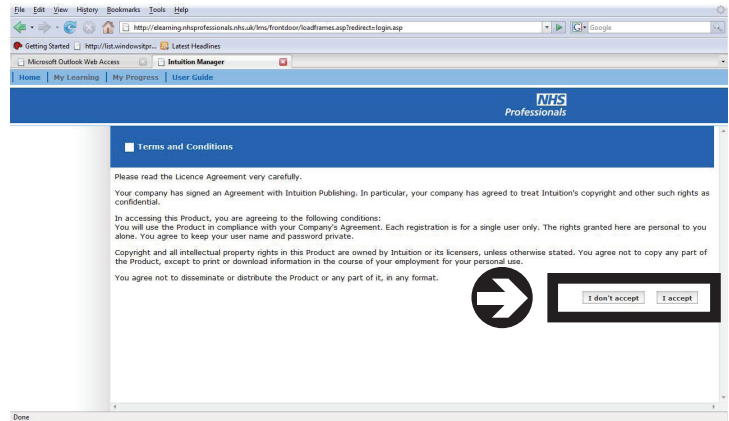 File Edit View History Bookmarks Tools Help
http://elearning.nhsprofessionals.nhs.uk/lms/frontdoor/loadframes.asp?redirect=login.asp
Google
Getting Started http://list.windowsitpr... Latest Headlines
Microsoft Outlook Web Access Intuition Manager
Home My Learning My Progress User Guide
NHS
Professionals
Terms and Conditions
Please read the Licence Agreement very carefully.
Your company has signed an Agreement with Intuition Publishing. In particular, your company has agreed to treat Intuition's copyright and other such rights as
confidential.
In accessing this Product, you are agreeing to the following conditions:
You will use the Product in compliance with your Company's Agreement. Each registration is for a single user only. The rights granted here are personal to you
alone. You agree to keep your user name and password private.
Copyright and all intellectual property rights in this Product are owned by Intuition or its licensers, unless otherwise stated. You agree not to copy any part of
the Product, except to print or download information in the course of your employment for your personal use.
You agree not to disseminate or distribute the Product or any part of it, in any format.
I don't accept I accept
Done